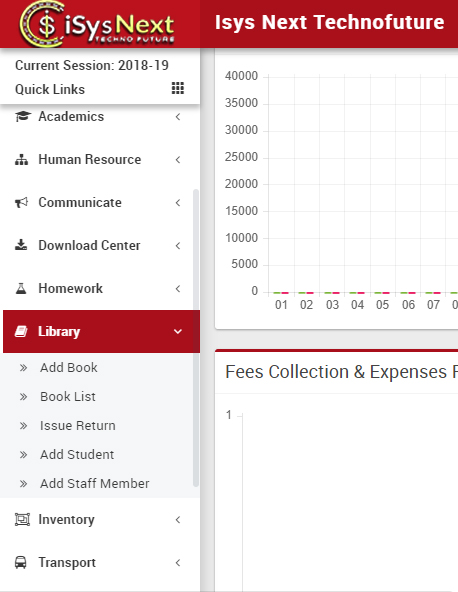 iSysNext
TECHNO FUTURE
Isys Next Technofuture
Current Session: 2018-19
Quick Links
Academics
Human Resource
Communicate
Download Center
Homework
Library
Add Book
Book List
Issue Return
Add Student
Add Staff Member
Inventory
Transport
40000
35000
30000
25000
20000
15000
10000
5000
0
01 02 03 04 05 06 07 0
Fees Collection & Expenses
1